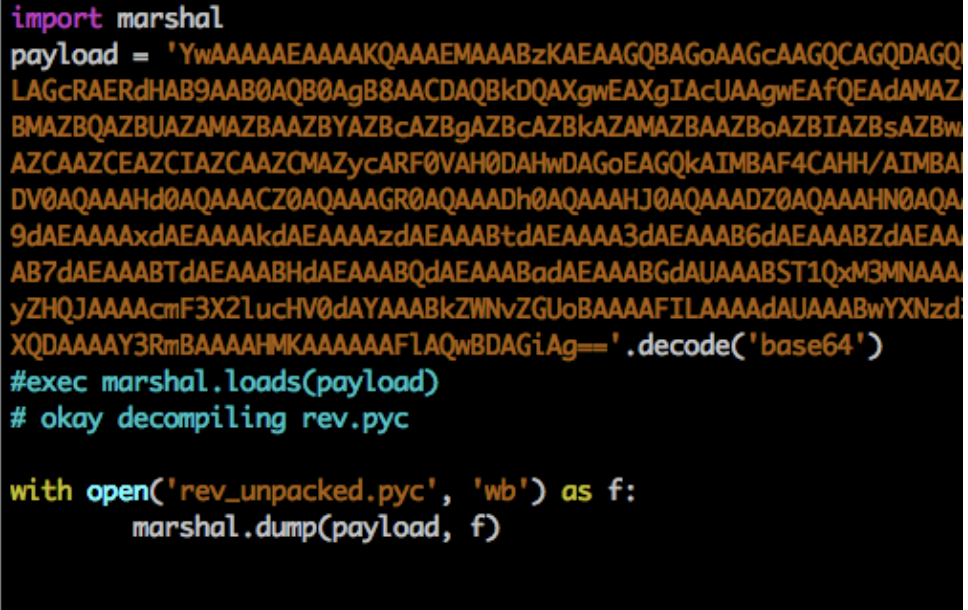 import marshal
payload = 'YwAAAAAEAAAAKQAAAEMAAABzKAEAAGQBAGoAAGcAAGQCAGQDAGQ
LAGcRAERdHAB9AAB0AQB0AgB8AACDAQBkDQAXgwEAXgIAcUAAgwEAfQEAdAMAZ
BMAZBQAZBUAZAMAZBAAZBYAZBcAZBgAZBcAZBkAZAMAZBAAZBoAZBIAZBsAZBw
AZCAAZCEAZCIAZCAAZCMAZycARF0VAH0DAHwDAGoEAGQkAIMBAF4CAHH/AIMBA
DV0AQAAAHd0AQAAACZ0AQAAAGR0AQAAADh0AQAAAHJ0AQAAADZ0AQAAAHN0AQA
9dAEAAAAxdAEAAAAkdAEAAAAzdAEAAABtdAEAAAA3dAEAAAB6dAEAAABZdAEAA
AB7dAEAAABTdAEAAABHdAEAAABQdAEAAABadAEAAABGdAUAAABST1QxM3MNAAA
yZHQJAAAAcmF3X2lucHV0dAYAAABkZWNvZGUoBAAAAFILAAAAdAUAAABwYXNzd
XQDAAAAY3RmBAAAAHMKAAAAAAFlAQwBDAGiAg=='.decode('base64')
#exec marshal.loads(payload)
# okay decompiling rev.pyc
with open('rev_unpacked.pyc', 'wb') as f:
marshal.dump(payload, f)